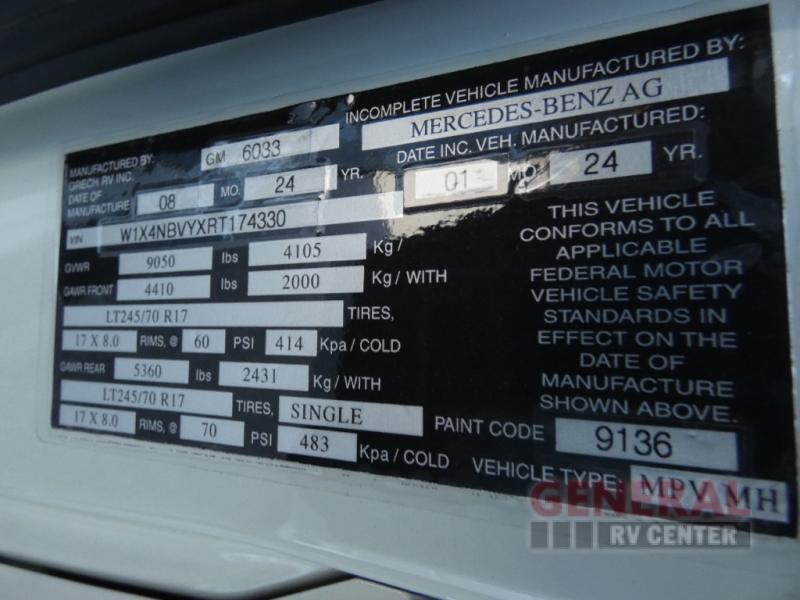 INCOMPLETE VEHICLE MANUFACTURED BY:
MERCEDES-BENZ AG
MANUFACTURED BY: GM 6033
GRECH RV INC.
DATE INC. VEH. MANUFACTURED:
DATE OF
MANUFACTURE 08 MO. 24 YR. 01 MO. 24 YR.
VIN W1X4NBVYXRT174330
GVWR 9050 lbs 4105 Kg /
GAWR FRONT 4410 lbs 2000 Kg / WITH
LT245/70 R17 TIRES,
17 X 8.0 RIMS, @ 60 PSI 414 Kpa / COLD
GAWR REAR 5360 lbs 2431 Kg / WITH
LT245/70 R17 TIRES, SINGLE
17 X 8.0 RIMS, @ 70 PSI 483 Kpa / COLD
THIS VEHICLE
CONFORMS TO ALL
APPLICABLE
FEDERAL MOTOR
VEHICLE SAFETY
STANDARDS IN
EFFECT ON THE
DATE OF
MANUFACTURE
SHOWN ABOVE.
PAINT CODE 9136
VEHICLE TYPE: MPV MH
GENERAL
RV CENTER